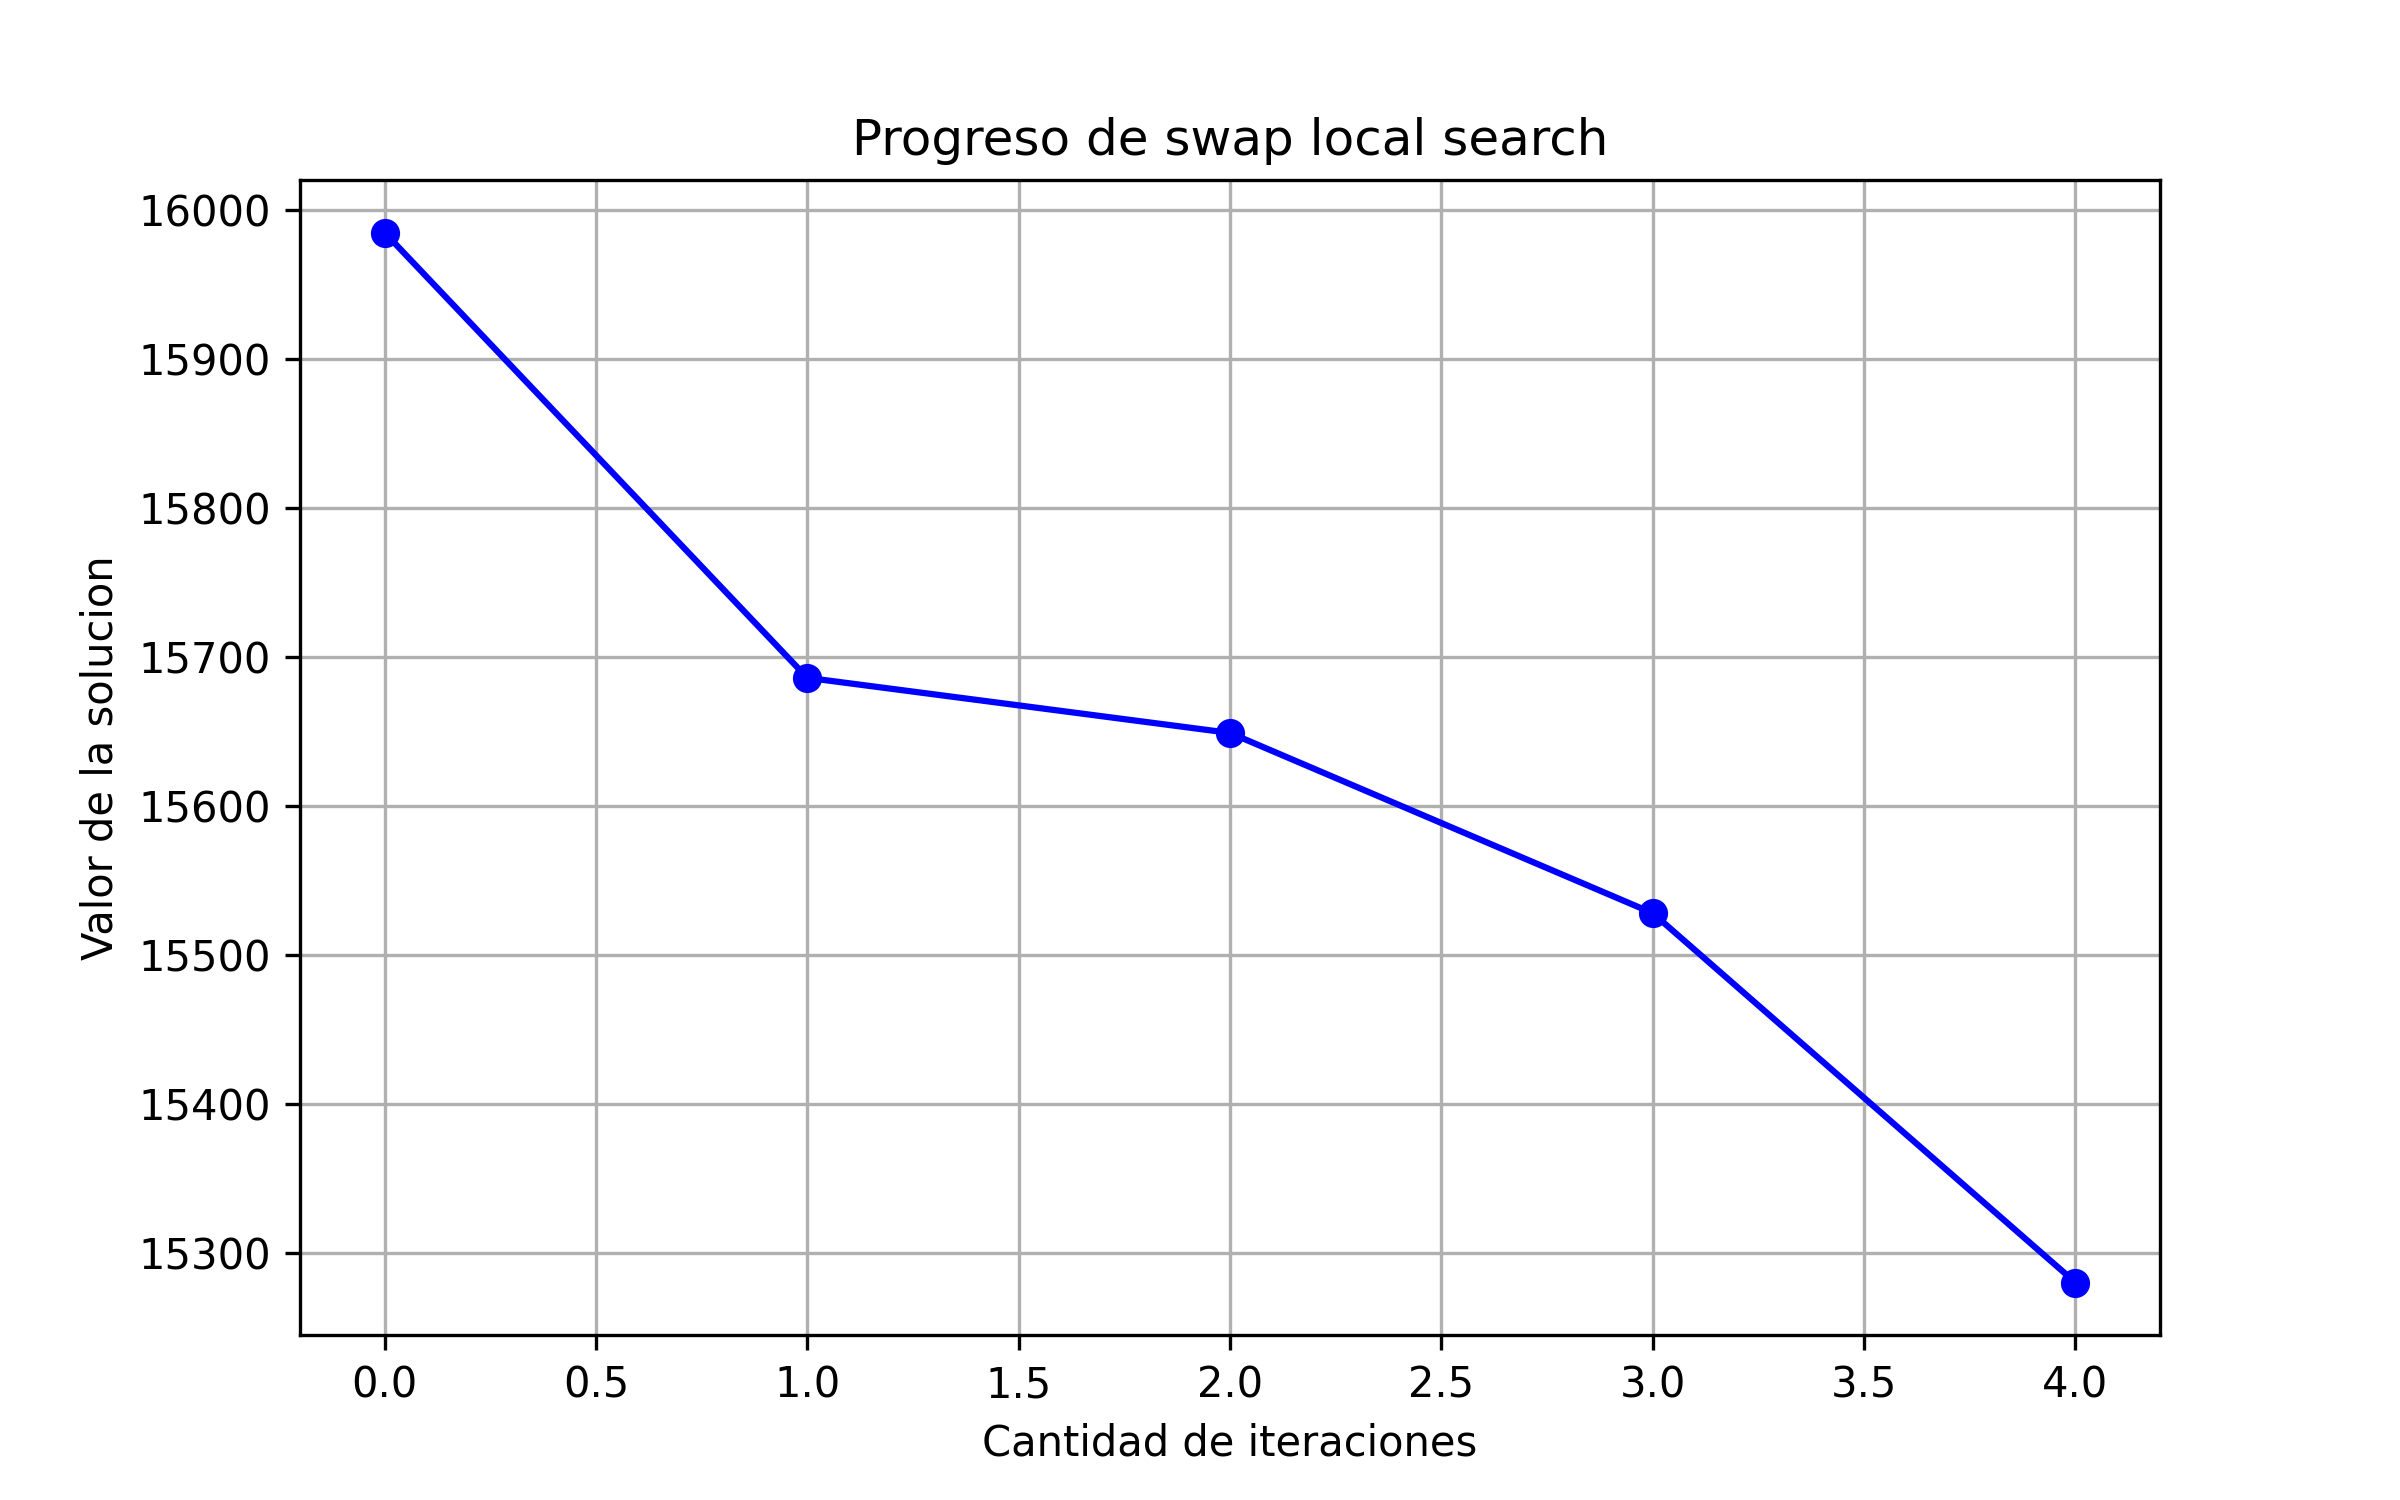 Progreso de swap local search
Valor de la solucion
16000
15900
15800
15700
15600
15500
15400
15300
0.0 0.5 1.0 1.5 2.0 2.5 3.0 3.5 4.0
Cantidad de iteraciones